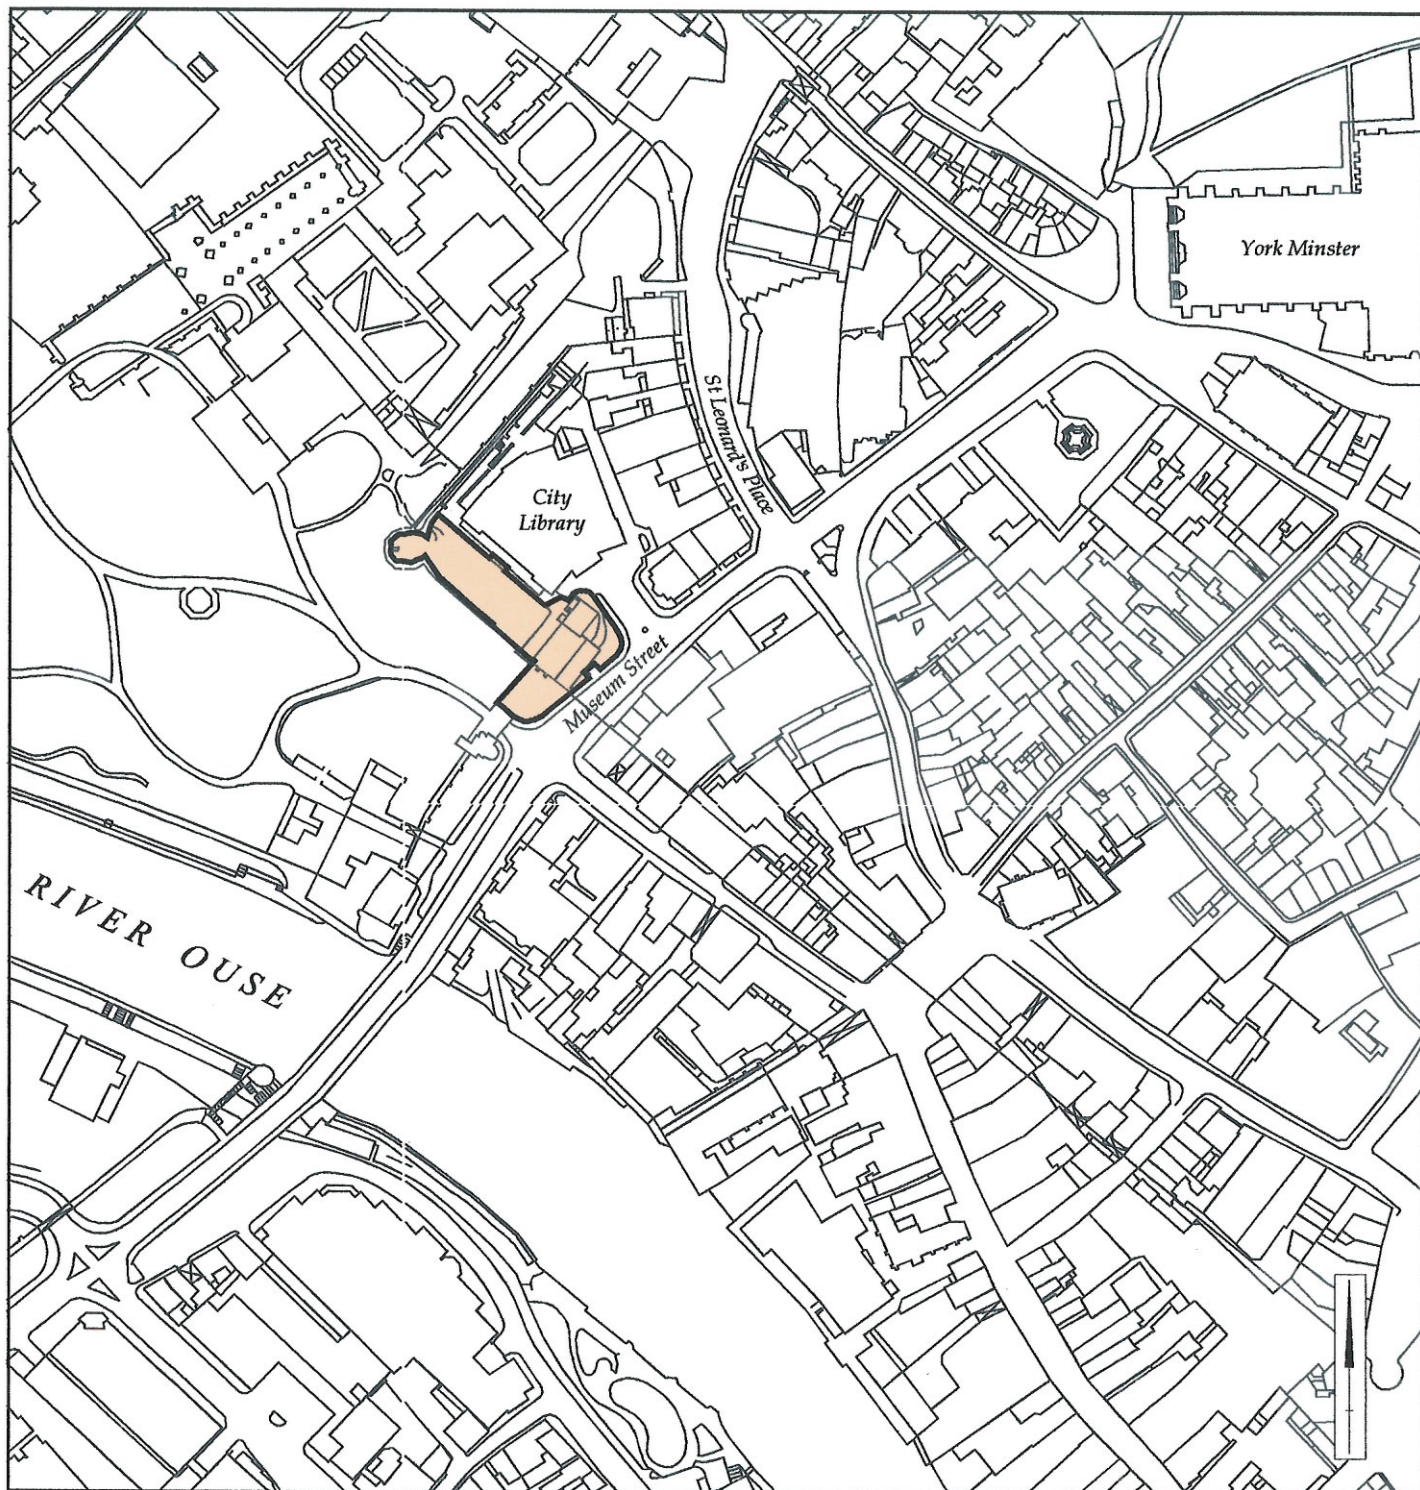 York Minster
St Leonard's Place
City
Library
Museum Street
RIVER OUSE